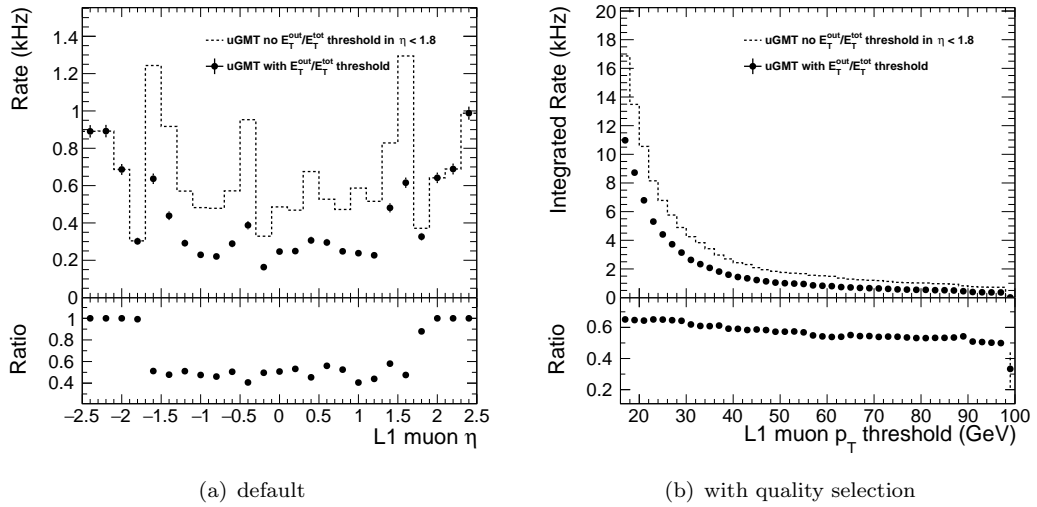 Rate (kHz)
1.4
1.2
1
0.8
0.6
0.4
0.2
0
uGMT no E_T^out/E_T^tot threshold in η < 1.8
uGMT with E_T^out/E_T^tot threshold
Ratio
1
0.8
0.6
0.4
−2.5 −2 −1.5 −1 −0.5 0 0.5 1 1.5 2 2.5
L1 muon η
(a) default
Integrated Rate (kHz)
20
18
16
14
12
10
8
6
4
2
0
uGMT no E_T^out/E_T^tot threshold in η < 1.8
uGMT with E_T^out/E_T^tot threshold
Ratio
0.6
0.4
0.2
20 30 40 50 60 70 80 90 100
L1 muon p_T threshold (GeV)
(b) with quality selection